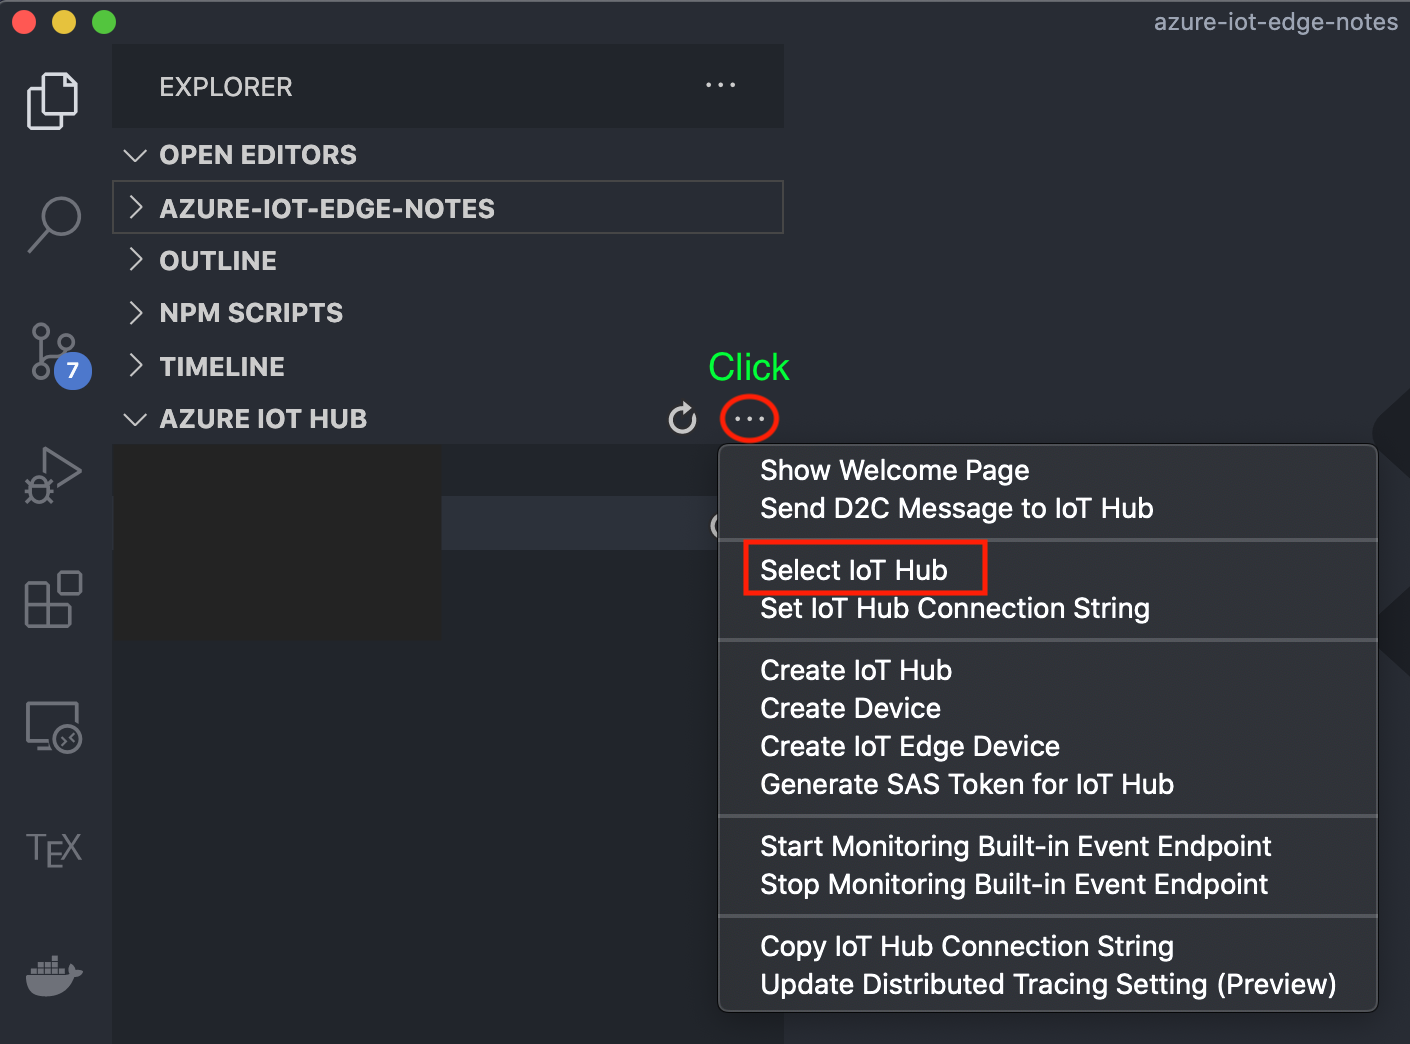 azure-iot-edge-notes
EXPLORER
OPEN EDITORS
AZURE-IOT-EDGE-NOTES
OUTLINE
NPM SCRIPTS
7
TIMELINE
Click
AZURE IOT HUB
Show Welcome Page
Send D2C Message to IoT Hub
Select IoT Hub
Set IoT Hub Connection String
Create IoT Hub
Create Device
Create IoT Edge Device
Generate SAS Token for IoT Hub
TEX
Start Monitoring Built-in Event Endpoint
Stop Monitoring Built-in Event Endpoint
Copy IoT Hub Connection String
Update Distributed Tracing Setting (Preview)